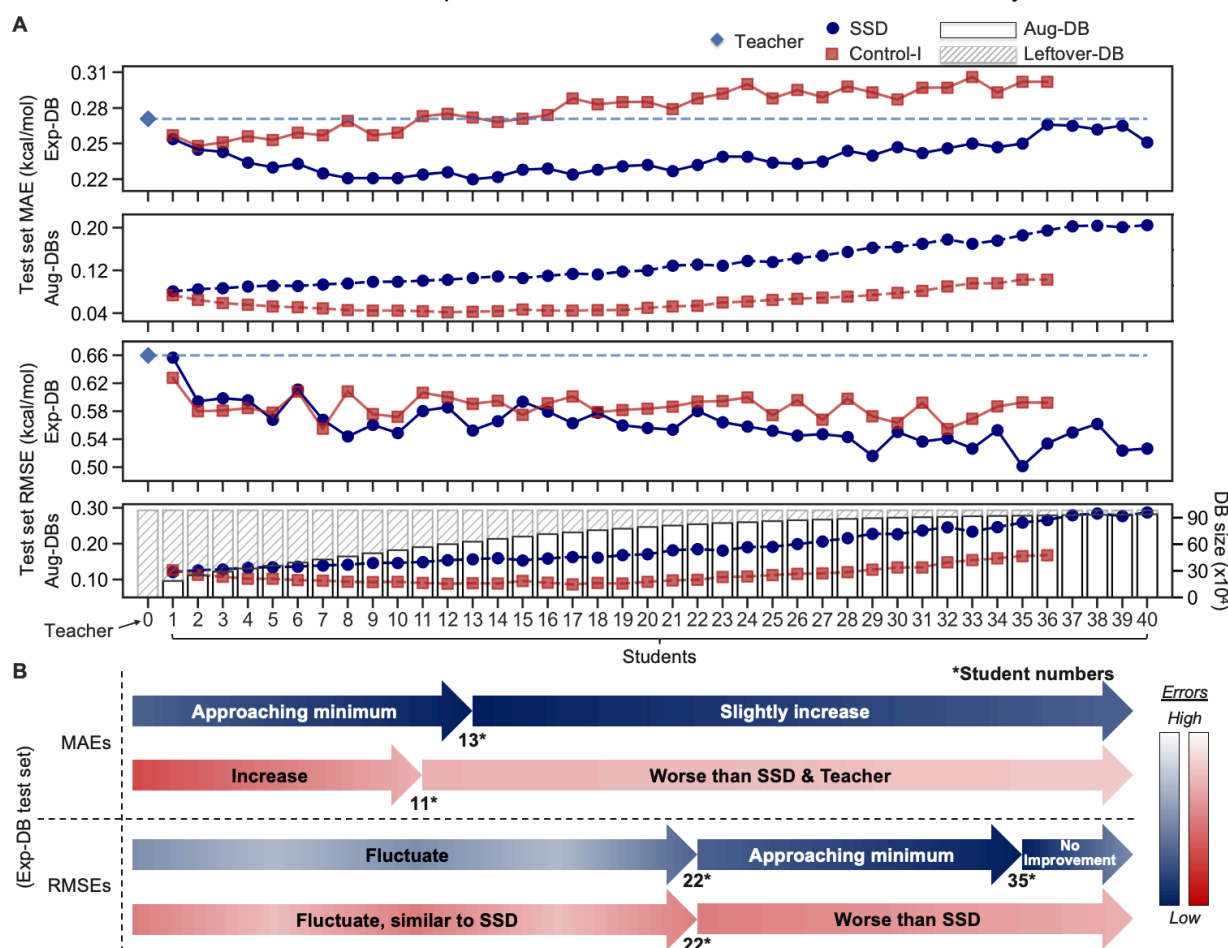 A
Teacher
SSD
Control-I
Aug-DB
Leftover-DB
Test set MAE (kcal/mol)
Exp-DB
0.31
0.28
0.25
0.22
Aug-DBs
0.20
0.12
0.04
Test set RMSE (kcal/mol)
Exp-DB
0.66
0.62
0.58
0.54
0.50
Aug-DBs
0.30
0.20
0.10
DB size (x10⁴)
90
60
30
0
Teacher
0 1 2 3 4 5 6 7 8 9 10 11 12 13 14 15 16 17 18 19 20 21 22 23 24 25 26 27 28 29 30 31 32 33 34 35 36 37 38 39 40
Students
B
*Student numbers
(Exp-DB test set)
MAEs
Approaching minimum
13*
Slightly increase
Increase
11*
Worse than SSD & Teacher
RMSEs
Fluctuate
22*
Approaching minimum
35*
No
Improvement
Fluctuate, similar to SSD
22*
Worse than SSD
Errors
High
Low